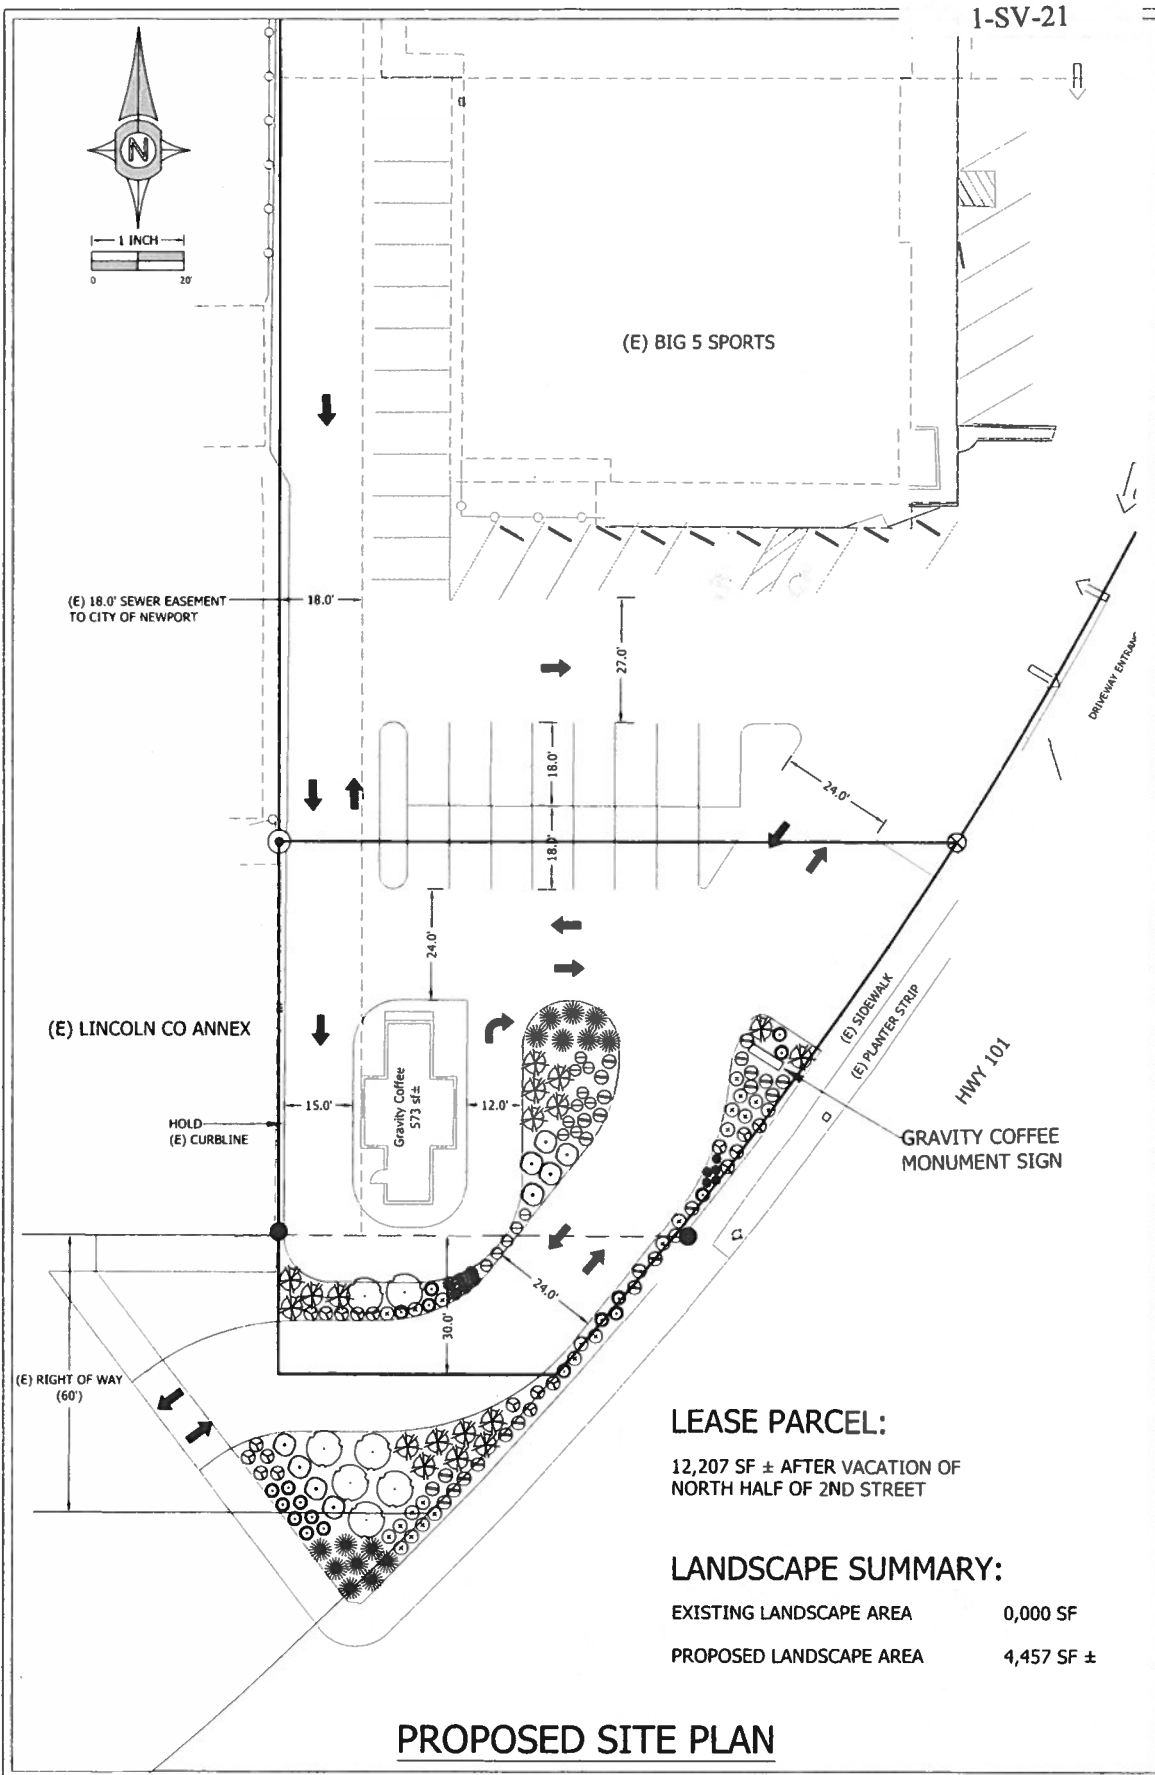 1-SV-21
N
1 INCH
0 20'
(E) BIG 5 SPORTS
(E) 18.0' SEWER EASEMENT
TO CITY OF NEWPORT
18.0'
27.0'
DRIVEWAY ENTRAN
18.0'
24.0'
18.0'
24.0'
(E) LINCOLN CO ANNEX
(E) SIDEWALK
(E) PLANTER STRIP
HWY 101
Gravity Coffee
573 sf±
15.0'
12.0'
HOLD
(E) CURBLINE
GRAVITY COFFEE
MONUMENT SIGN
24.0'
30.0'
(E) RIGHT OF WAY
(60')
LEASE PARCEL:
12,207 SF ± AFTER VACATION OF
NORTH HALF OF 2ND STREET
LANDSCAPE SUMMARY:
EXISTING LANDSCAPE AREA 0,000 SF
PROPOSED LANDSCAPE AREA 4,457 SF ±
PROPOSED SITE PLAN